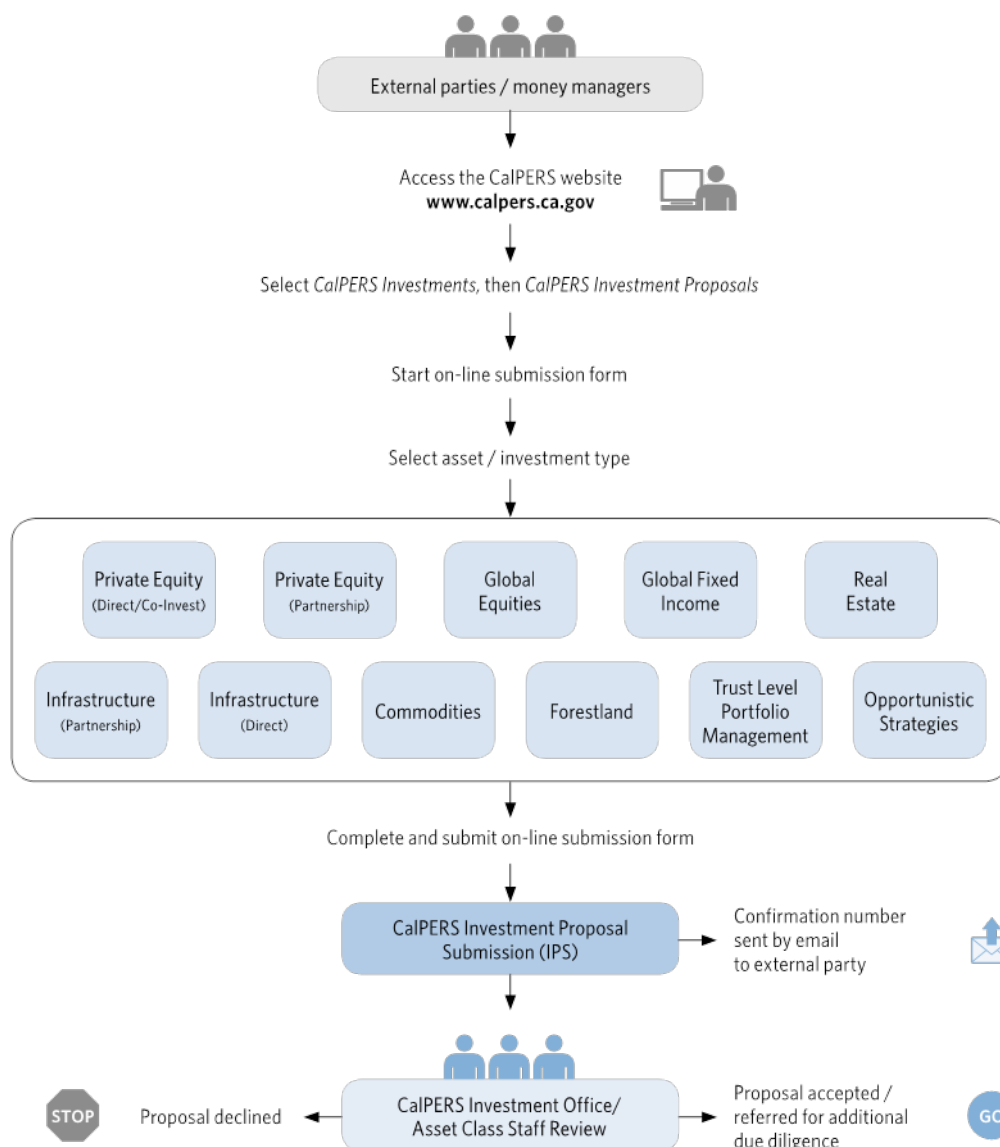 External parties / money managers
Access the CalPERS website
www.calpers.ca.gov
Select CalPERS Investments, then CalPERS Investment Proposals
Start on-line submission form
Select asset / investment type
Private Equity
(Direct/Co-Invest)
Private Equity
(Partnership)
Global
Equities
Global Fixed
Income
Real
Estate
Infrastructure
(Partnership)
Infrastructure
(Direct)
Commodities
Forestland
Trust Level
Portfolio
Management
Opportunistic
Strategies
Complete and submit on-line submission form
CalPERS Investment Proposal
Submission (IPS)
Confirmation number
sent by email
to external party
STOP
Proposal declined
CalPERS Investment Office/
Asset Class Staff Review
Proposal accepted /
referred for additional
due diligence
GO